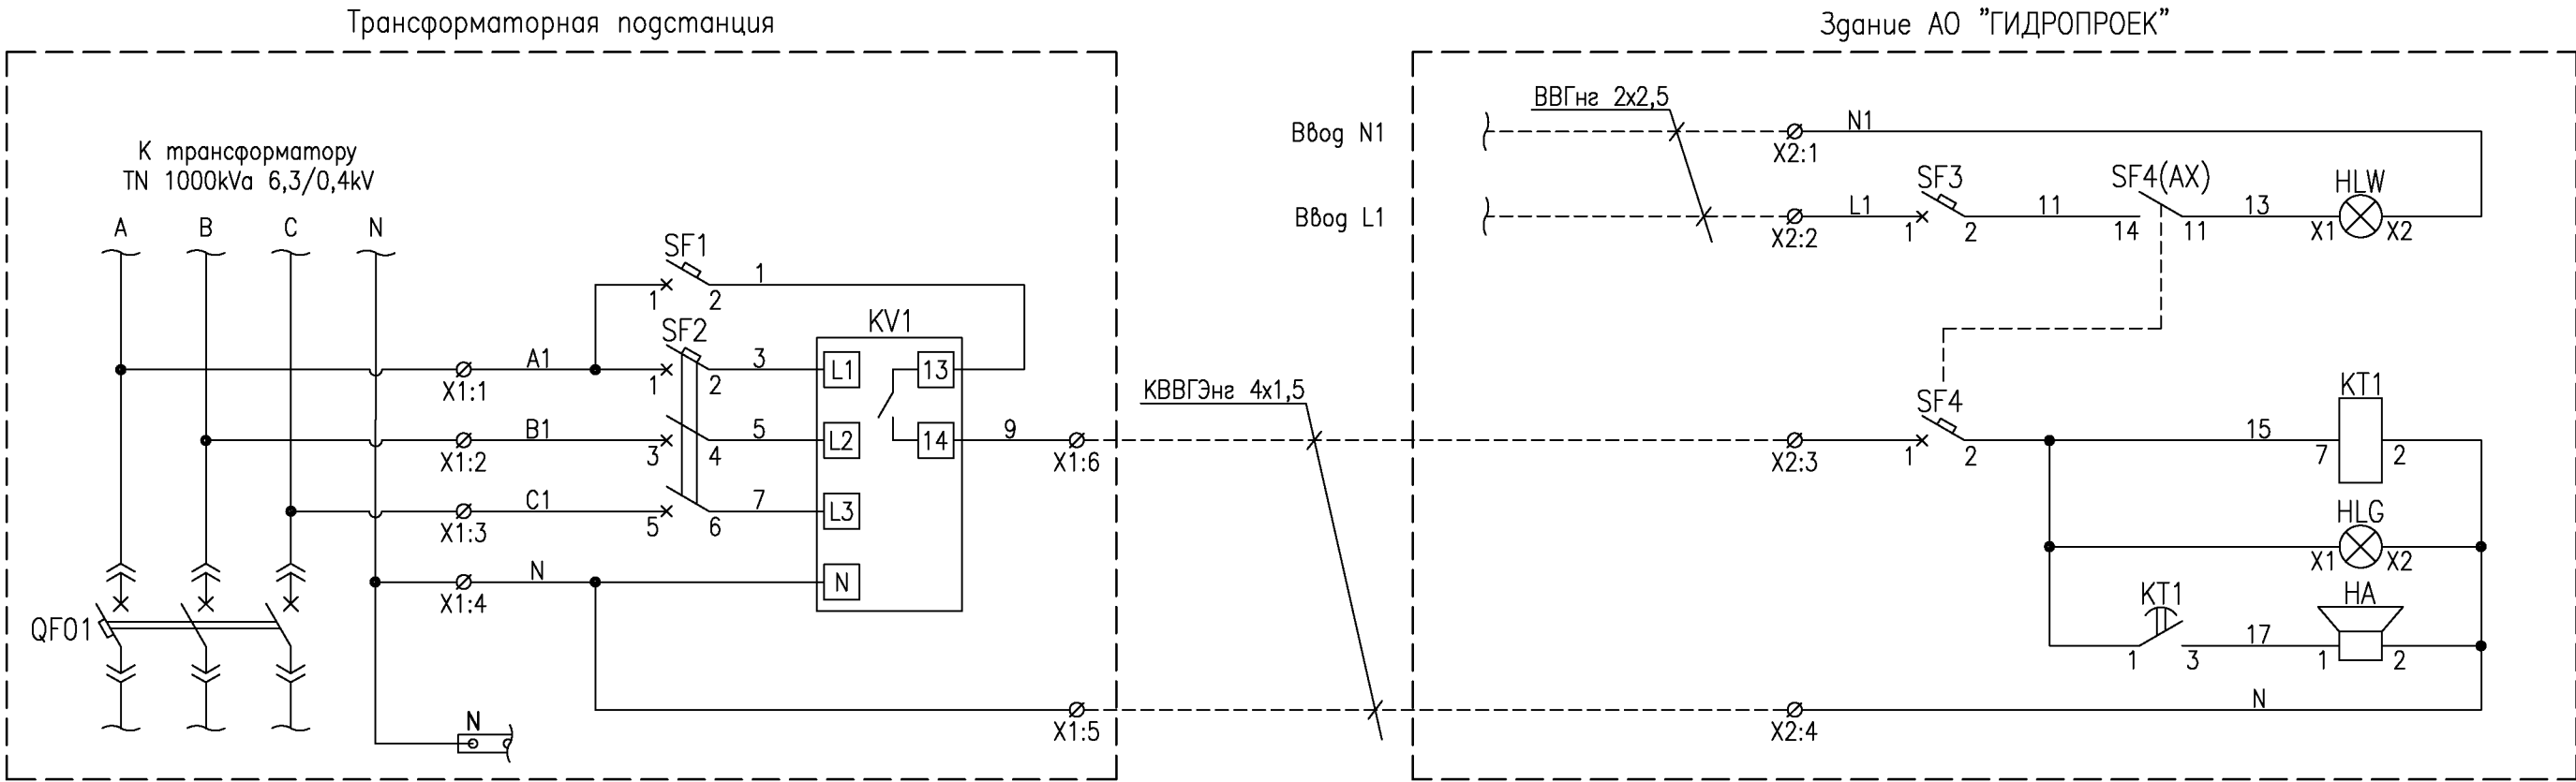 Трансформаторная подстанция
Здание АО "ГИДРОПРОЕК"
К трансформатору
TN 1000kVa 6,3/0,4kV
A B C N
QF01
N
X1:1
X1:2
X1:3
X1:4
A1
B1
C1
N
SF1
1 2
1
SF2
1 2
3 4
5 6
3
5
7
KV1
L1
L2
L3
N
13
14
9
X1:6
X1:5
КВВГЭнг 4x1,5
Ввод N1
Ввод L1
ВВГнг 2x2,5
X2:1
N1
X2:2
L1
SF3
1 2
11
SF4(AX)
14 11
13
HLW
X1 X2
X2:3
SF4
1 2
15
KT1
7 2
HLG
X1 X2
KT1
1 3
17
HA
1 2
X2:4
N